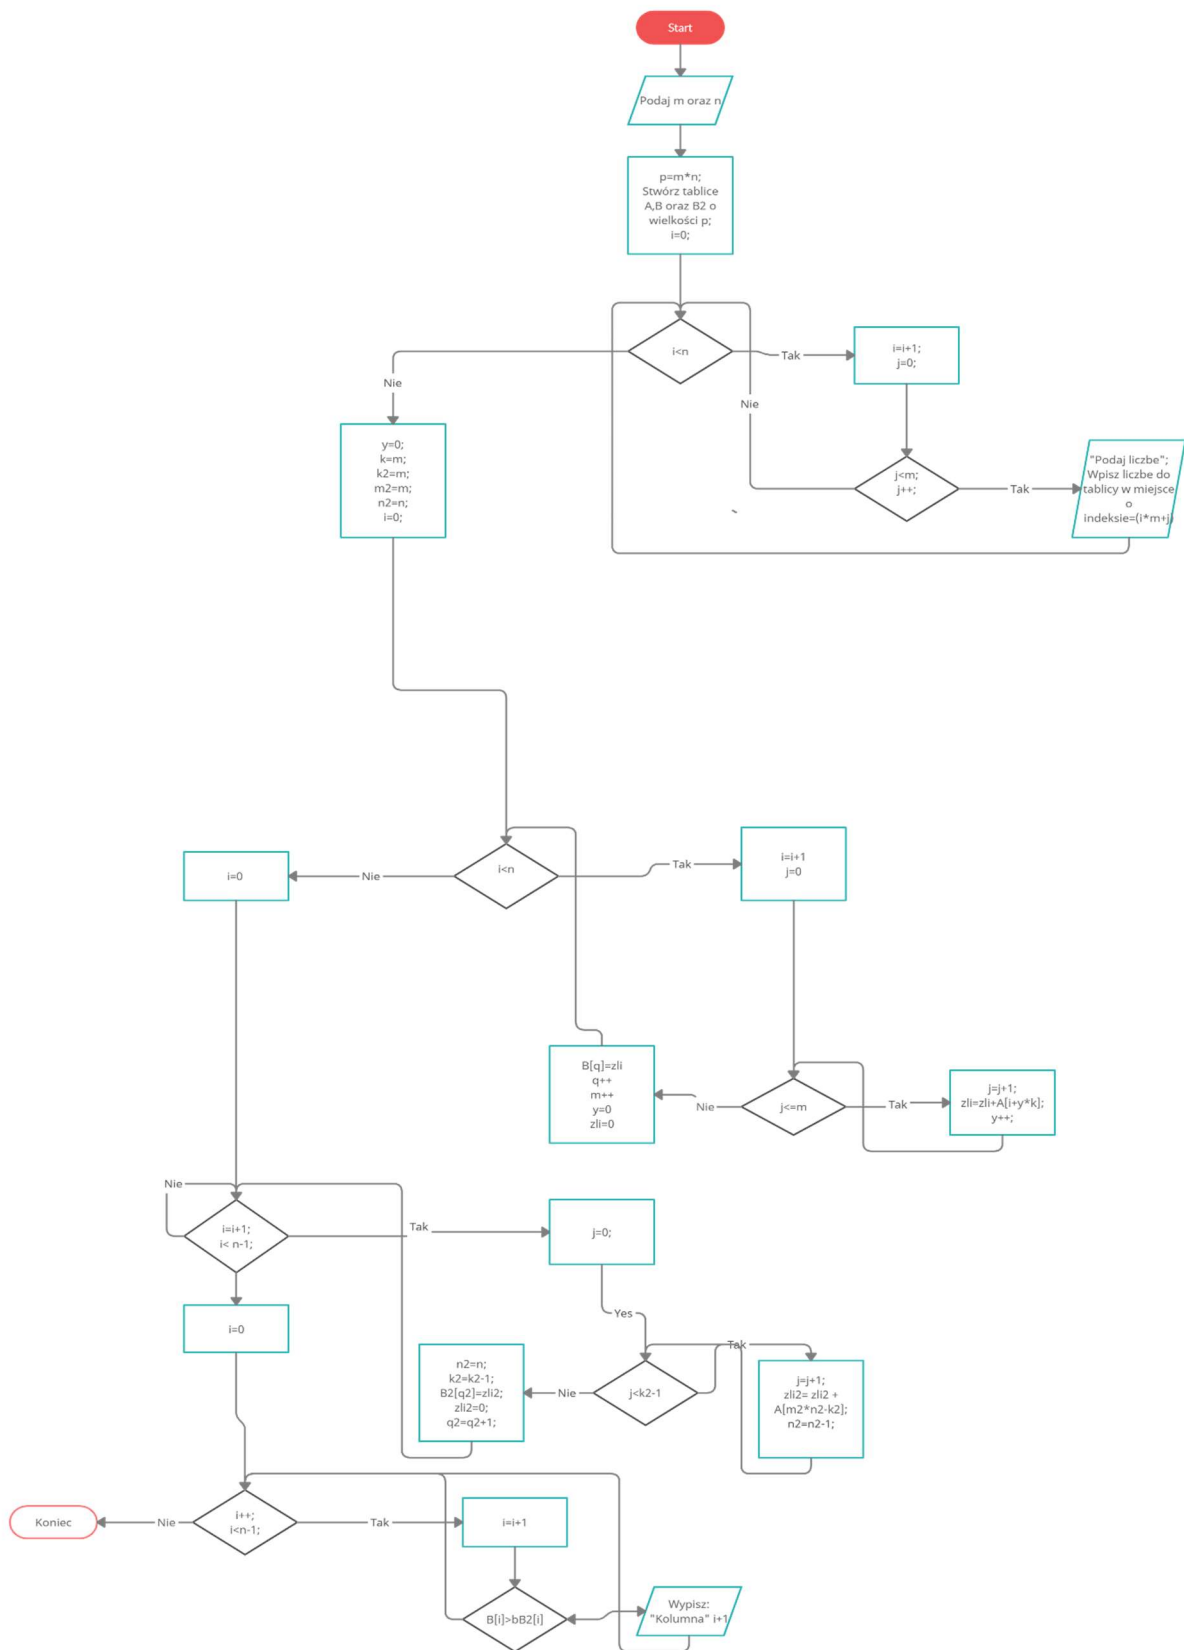 Start
Podaj m oraz n
p=m*n;
Stwórz tablice
A,B oraz B2 o
wielkości p;
i=0;
i<n
Tak
i=i+1;
j=0;
Nie
Nie
y=0;
k=m;
k2=m;
m2=m;
n2=n;
i=0;
j<m;
j++;
Tak
"Podaj liczbe";
Wpisz liczbe do
tablicy w miejsce
o
indeksie=(i*m+j)
i<n
Tak
i=i+1
j=0
Nie
i=0
B[q]=zli
q++
m++
y=0
zli=0
Nie
j<=m
Tak
j=j+1;
zli=zli+A[i+y*k];
y++;
Nie
i=i+1;
i< n-1;
Tak
j=0;
Yes
i=0
n2=n;
k2=k2-1;
B2[q2]=zli2;
zli2=0;
q2=q2+1;
Nie
j<k2-1
Tak
j=j+1;
zli2= zli2 +
A[m2*n2-k2];
n2=n2-1;
Koniec
Nie
i++;
i<n-1;
Tak
i=i+1
B[i]>bB2[i]
Wypisz:
"Kolumna" i+1